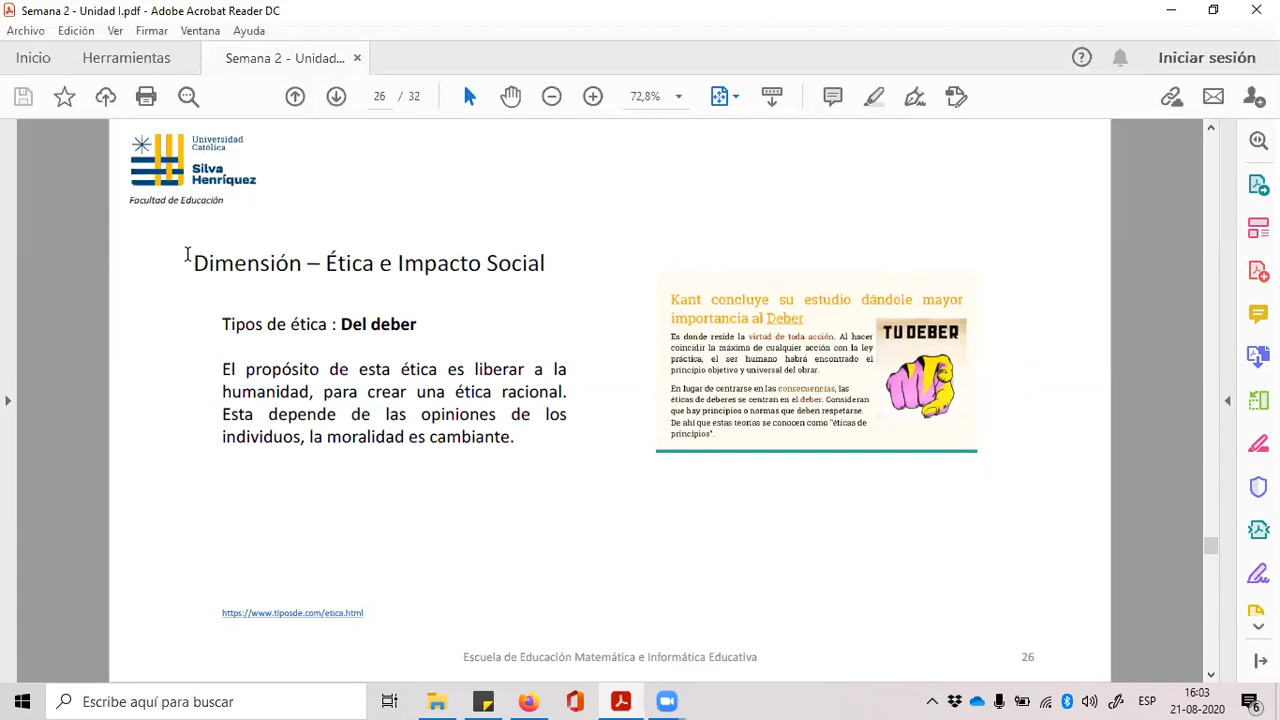 Semana 2 - Unidad I.pdf - Adobe Acrobat Reader DC
Archivo Edición Ver Firmar Ventana Ayuda
Inicio Herramientas Semana 2 - Unidad... × Iniciar sesión
26 / 32 72,8%
Universidad
Católica
Silva
Henríquez
Facultad de Educación
Dimensión – Ética e Impacto Social
Tipos de ética : Del deber
El propósito de esta ética es liberar a la
humanidad, para crear una ética racional.
Esta depende de las opiniones de los
individuos, la moralidad es cambiante.
Kant concluye su estudio dándole mayor
importancia al Deber
Es donde reside la virtud de toda acción. Al hacer
coincidir la máxima de cualquier acción con la ley
práctica, el ser humano habrá encontrado el
principio objetivo y universal del obrar.
En lugar de centrarse en las consecuencias, las
éticas de deberes se centran en el deber. Consideran
que hay principios o normas que deben respetarse.
De ahí que estas teorías se conocen como "éticas de
principios".
TU DEBER
https://www.tiposde.com/etica.html
Escuela de Educación Matemática e Informática Educativa 26
Escribe aquí para buscar
ESP
16:03
21-08-2020
6